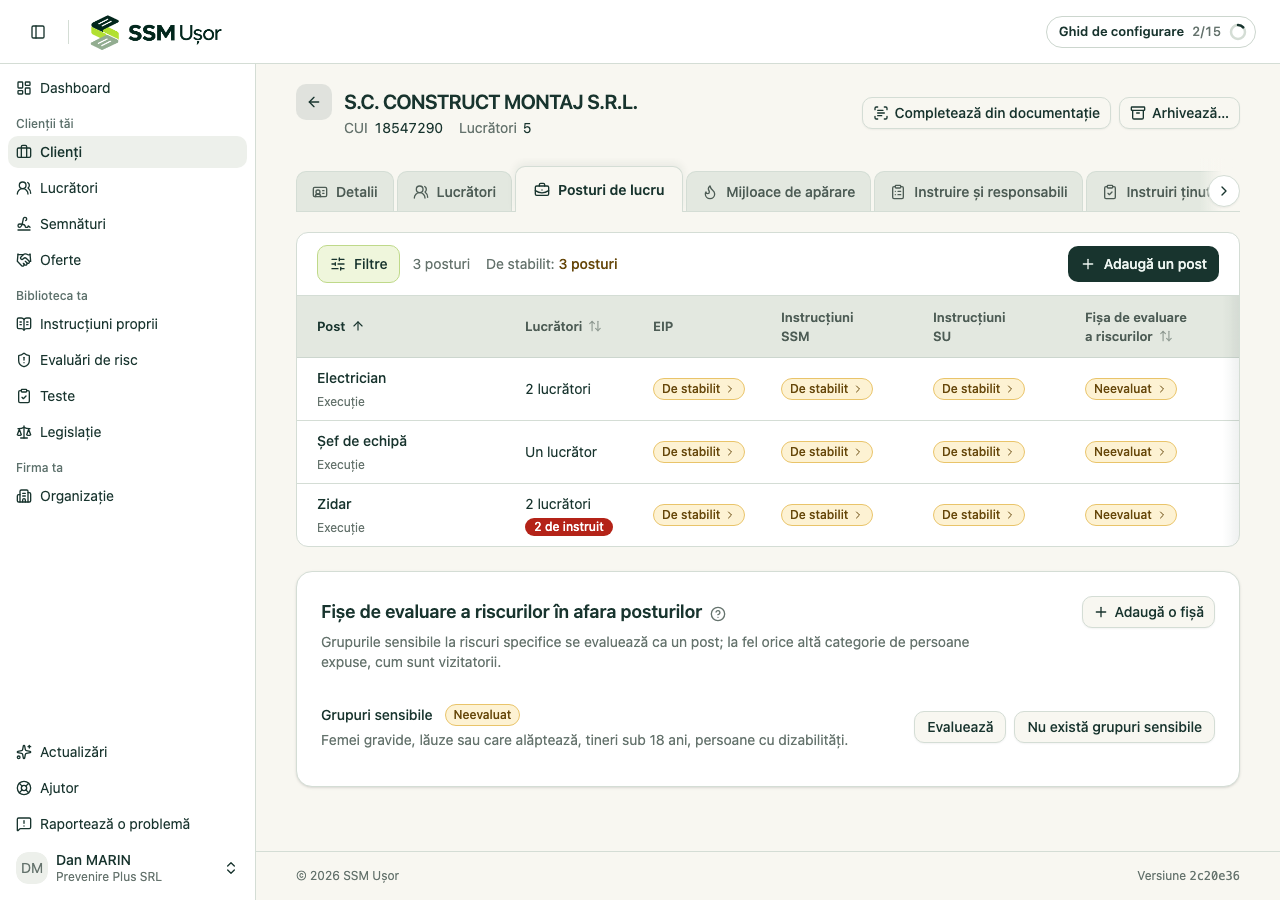 SSM Ușor
Ghid de configurare 2/15
Dashboard
Clienții tăi
Clienți
Lucrători
Semnături
Oferte
Biblioteca ta
Instrucțiuni proprii
Evaluări de risc
Teste
Legislație
Firma ta
Organizație
Actualizări
Ajutor
Raportează o problemă
DM
Dan MARIN
Prevenire Plus SRL
S.C. CONSTRUCT MONTAJ S.R.L.
CUI 18547290 Lucrători 5
Completează din documentație
Arhivează...
Detalii
Lucrători
Posturi de lucru
Mijloace de apărare
Instruire și responsabili
Instruiri ținut
Filtre
3 posturi
De stabilit: 3 posturi
Adaugă un post
Post
Lucrători
EIP
Instrucțiuni
SSM
Instrucțiuni
SU
Fișa de evaluare
a riscurilor
Electrician
Execuție
2 lucrători
De stabilit
De stabilit
De stabilit
Neevaluat
Șef de echipă
Execuție
Un lucrător
De stabilit
De stabilit
De stabilit
Neevaluat
Zidar
Execuție
2 lucrători
2 de instruit
De stabilit
De stabilit
De stabilit
Neevaluat
Fișe de evaluare a riscurilor în afara posturilor
Adaugă o fișă
Grupurile sensibile la riscuri specifice se evaluează ca un post; la fel orice altă categorie de persoane
expuse, cum sunt vizitatorii.
Grupuri sensibile
Neevaluat
Femei gravide, lăuze sau care alăptează, tineri sub 18 ani, persoane cu dizabilități.
Evaluează
Nu există grupuri sensibile
© 2026 SSM Ușor
Versiune 2c20e36